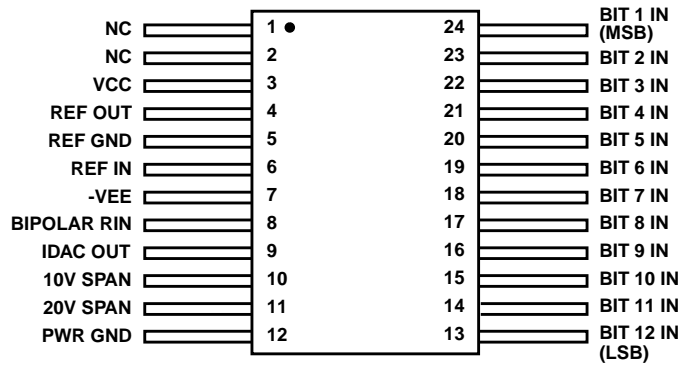 NC 1 24 BIT 1 IN
(MSB)
NC 2 23 BIT 2 IN
VCC 3 22 BIT 3 IN
REF OUT 4 21 BIT 4 IN
REF GND 5 20 BIT 5 IN
REF IN 6 19 BIT 6 IN
-VEE 7 18 BIT 7 IN
BIPOLAR RIN 8 17 BIT 8 IN
IDAC OUT 9 16 BIT 9 IN
10V SPAN 10 15 BIT 10 IN
20V SPAN 11 14 BIT 11 IN
PWR GND 12 13 BIT 12 IN
(LSB)